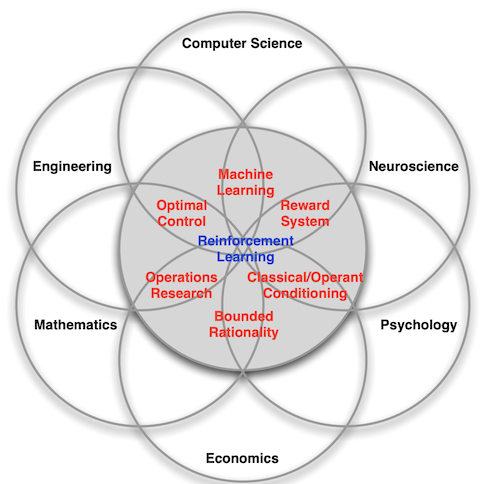 Computer Science
Engineering
Neuroscience
Machine
Learning
Optimal
Control
Reward
System
Reinforcement
Learning
Operations
Research
Classical/Operant
Conditioning
Bounded
Rationality
Mathematics
Psychology
Economics